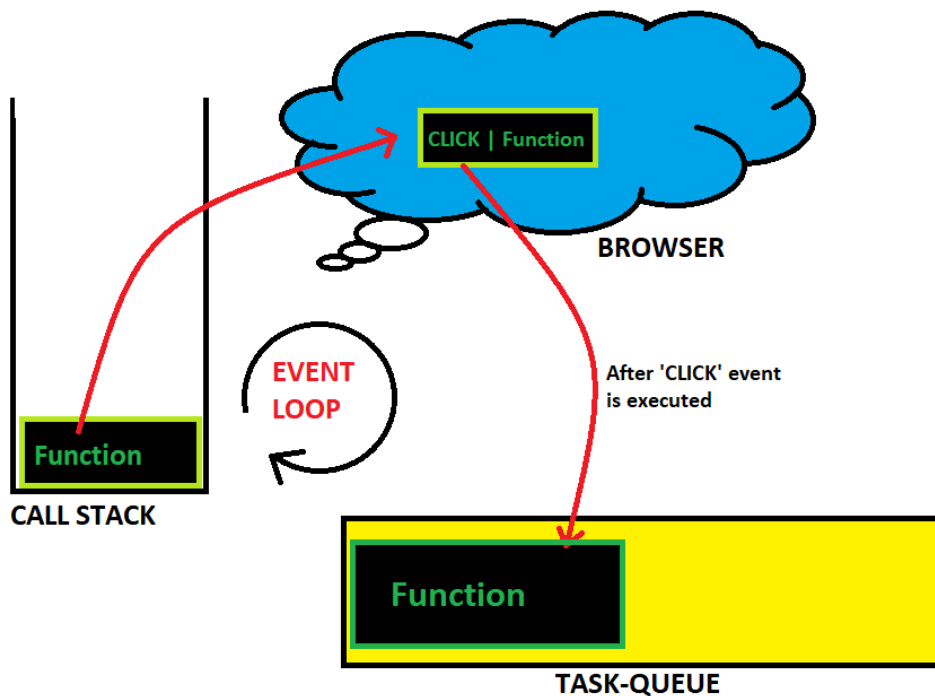 CLICK | Function
BROWSER
EVENT
LOOP
After 'CLICK' event
is executed
Function
CALL STACK
Function
TASK-QUEUE